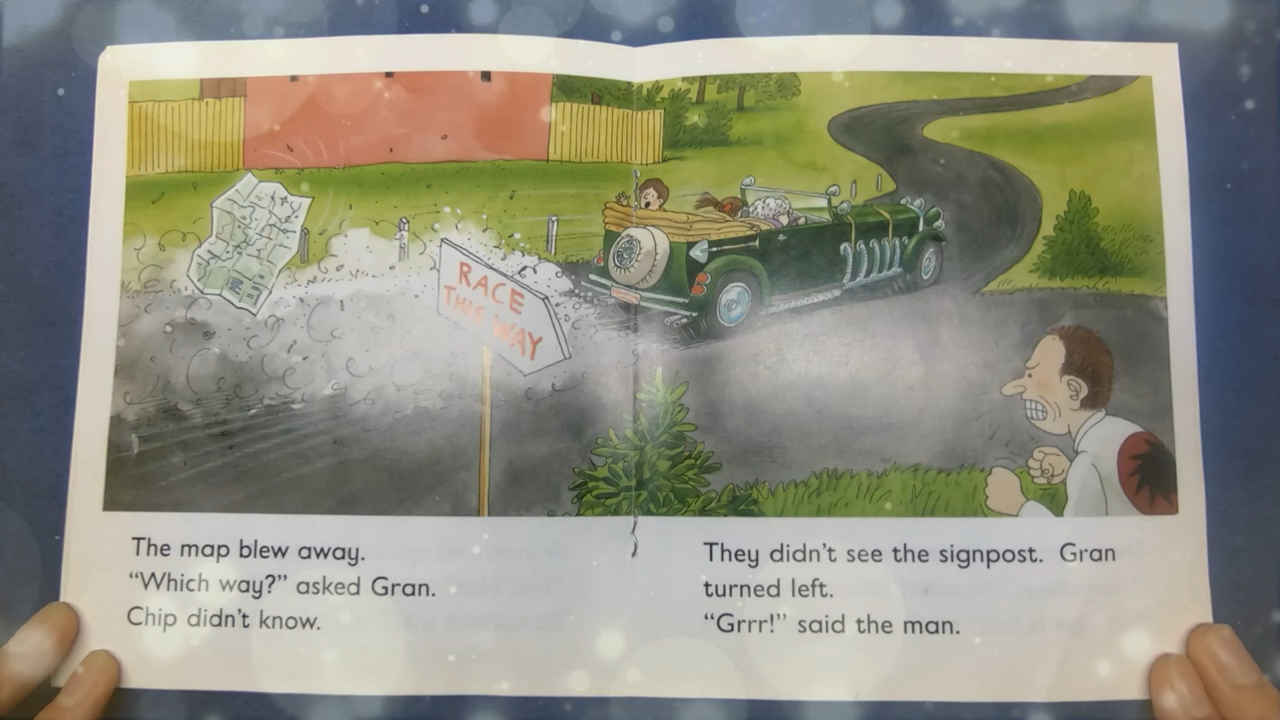 RACE
THIS WAY
The map blew away.
“Which way?” asked Gran.
Chip didn’t know.
They didn’t see the signpost. Gran
turned left.
“Grrr!” said the man.